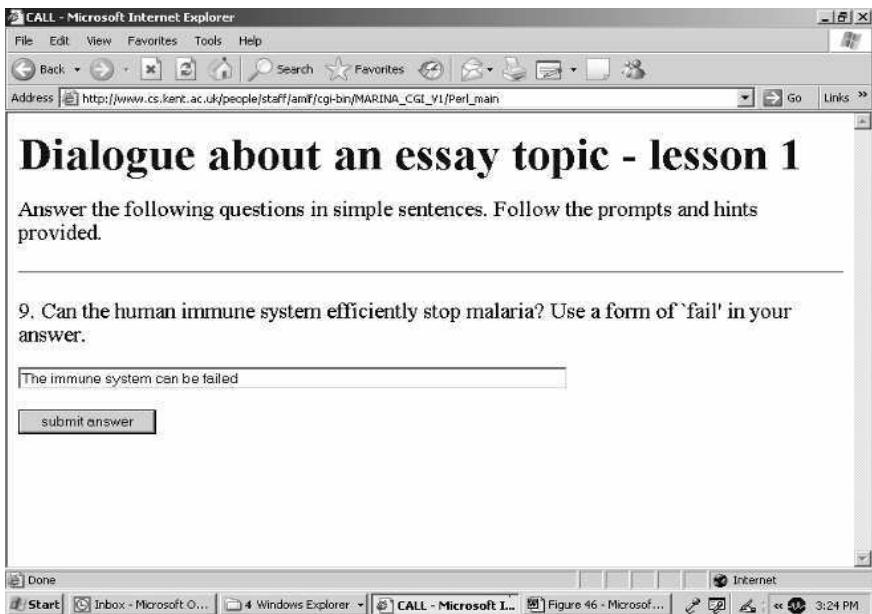 CALL - Microsoft Internet Explorer
File Edit View Favorites Tools Help
Back Search Favorites
Address http://www.cs.kent.ac.uk/people/staff/amf/cgi-bin/MARINA_CGI_V1/Perl_main Go Links »
Dialogue about an essay topic - lesson 1
Answer the following questions in simple sentences. Follow the prompts and hints
provided.
9. Can the human immune system efficiently stop malaria? Use a form of `fail' in your
answer.
The immune system can be failed
submit answer
Done Internet
Start Inbox - Microsoft O... 4 Windows Explorer CALL - Microsoft I... Figure 46 - Microsof... « 3:24 PM